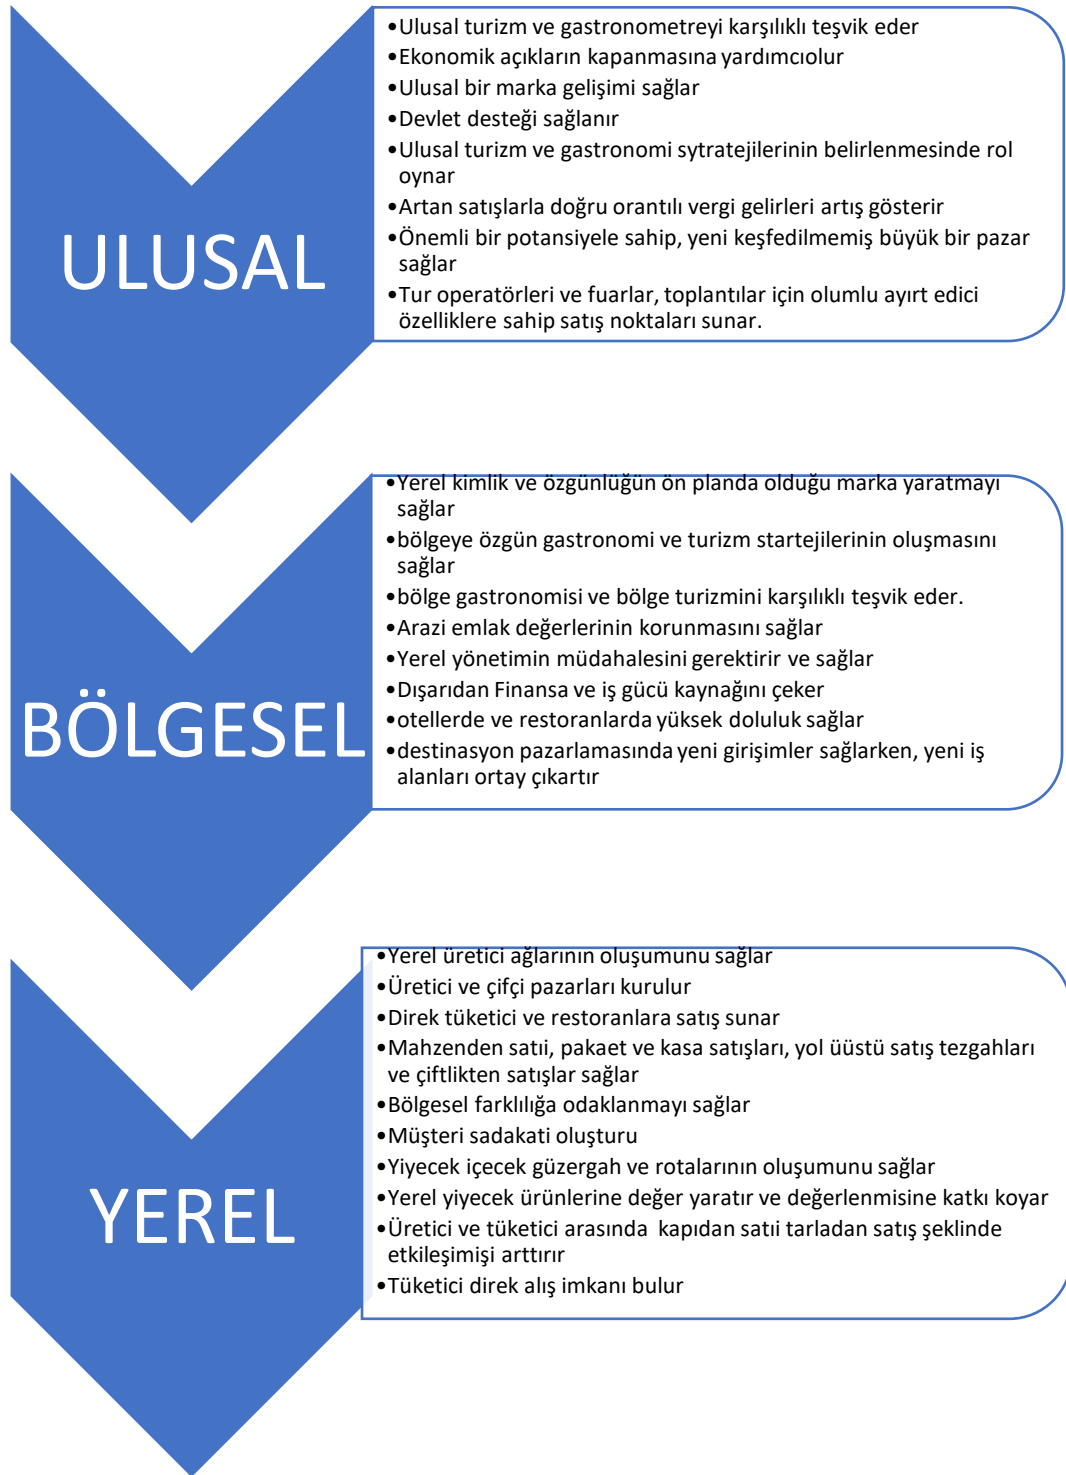 ULUSAL
•Ulusal turizm ve gastronometreyi karşılıklı teşvik eder
•Ekonomik açıkların kapanmasına yardımcıolur
•Ulusal bir marka gelişimi sağlar
•Devlet desteği sağlanır
•Ulusal turizm ve gastronomi sytratejilerinin belirlenmesinde rol
oynar
•Artan satışlarla doğru orantılı vergi gelirleri artış gösterir
•Önemli bir potansiyele sahip, yeni keşfedilmemiş büyük bir pazar
sağlar
•Tur operatörleri ve fuarlar, toplantılar için olumlu ayırt edici
özelliklere sahip satış noktaları sunar.
BÖLGESEL
•Yerel kimlik ve özgünlüğün ön planda olduğu marka yaratmayı
sağlar
•bölgeye özgün gastronomi ve turizm startejilerinin oluşmasını
sağlar
•bölge gastronomisi ve bölge turizmini karşılıklı teşvik eder.
•Arazi emlak değerlerinin korunmasını sağlar
•Yerel yönetimin müdahalesini gerektirir ve sağlar
•Dışarıdan Finansa ve iş gücü kaynağını çeker
•otellerde ve restoranlarda yüksek doluluk sağlar
•destinasyon pazarlamasında yeni girişimler sağlarken, yeni iş
alanları ortay çıkartır
YEREL
•Yerel üretici ağlarının oluşumunu sağlar
•Üretici ve çifçi pazarları kurulur
•Direk tüketici ve restoranlara satış sunar
•Mahzenden satıi, pakaet ve kasa satışları, yol üüstü satış tezgahları
ve çiftlikten satışlar sağlar
•Bölgesel farklılığa odaklanmayı sağlar
•Müşteri sadakati oluşturu
•Yiyecek içecek güzergah ve rotalarının oluşumunu sağlar
•Yerel yiyecek ürünlerine değer yaratır ve değerlenmisine katkı koyar
•Üretici ve tüketici arasında kapıdan satıi tarladan satış şeklinde
etkileşimişi arttırır
•Tüketici direk alış imkanı bulur